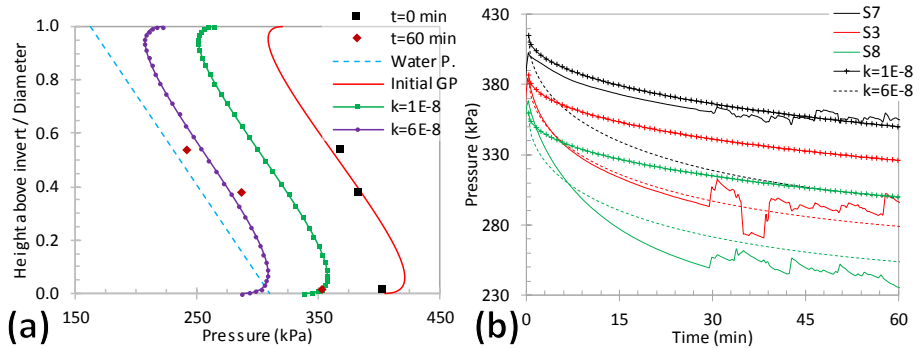 1.0
0.8
0.6
0.4
0.2
0.0
Height above invert / Diameter
150
250
350
450
Pressure (kPa)
(a)
t=0 min
t=60 min
Water P.
Initial GP
k=1E-8
k=6E-8
430
380
330
280
230
Pressure (kPa)
0
15
30
45
60
Time (min)
(b)
S7
S3
S8
k=1E-8
k=6E-8